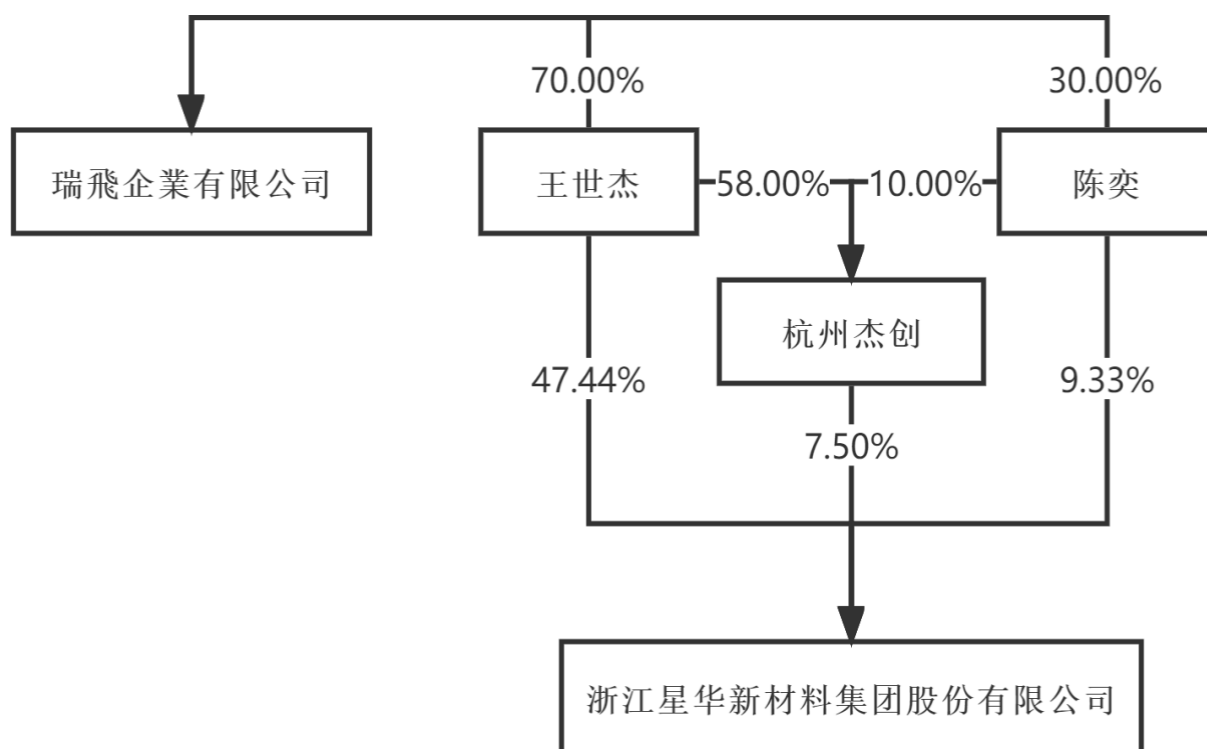 70.00%
30.00%
瑞飛企業有限公司
王世杰
58.00%
10.00%
陈奕
杭州杰创
47.44%
9.33%
7.50%
浙江星华新材料集团股份有限公司